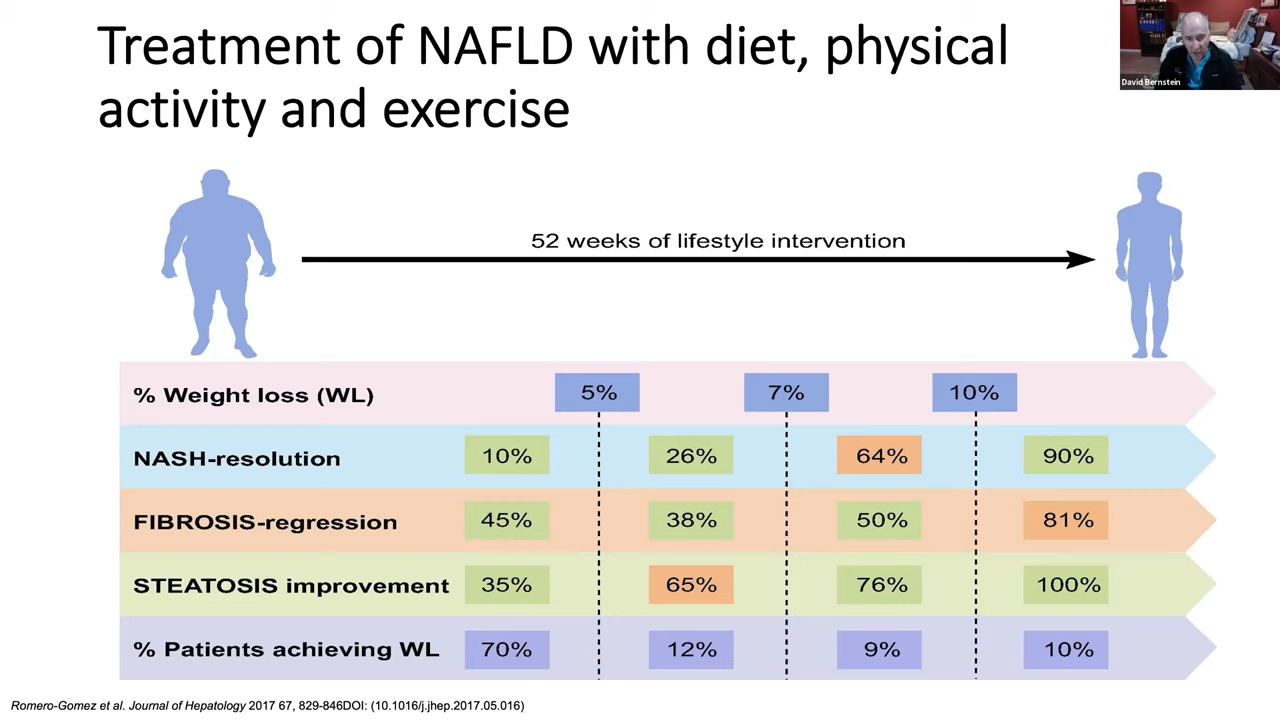 Treatment of NAFLD with diet, physical
activity and exercise
David Bernstein
52 weeks of lifestyle intervention
% Weight loss (WL) 5% 7% 10%
NASH-resolution 10% 26% 64% 90%
FIBROSIS-regression 45% 38% 50% 81%
STEATOSIS improvement 35% 65% 76% 100%
% Patients achieving WL 70% 12% 9% 10%
Romero-Gomez et al. Journal of Hepatology 2017 67, 829-846DOI: (10.1016/j.jhep.2017.05.016)